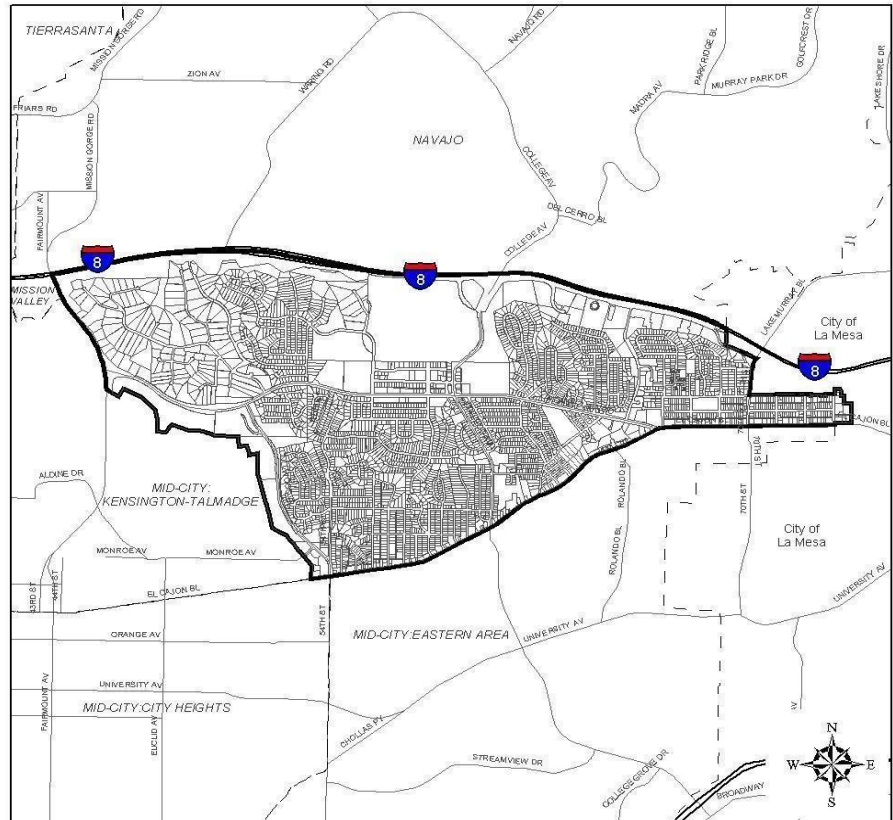 TIERRASANTA
MISSION GORGE RD
ZION AV
FRIARS RD
MISSION GORGE RD
WARING RD
NAVAJO RD
PARK RIDGE BL
GOLFCREST DR
MURRAY PARK DR
MADRA AV
LAKE SHORE DR
NAVAJO
COLLEGE AV
DEL CERRO BL
COLLEGE AV
FAIRMOUNT AV
8
8
MISSION
VALLEY
LAKE MURRAY BL
City of
La Mesa
8
CAJON BL
70TH ST
70TH ST
ROLANDO BL
ROLANDO BL
ALDINE DR
MID-CITY:
KENSINGTON-TALMADGE
City of
La Mesa
MONROE AV
MONROE AV
EL CAJON BL
43RD ST
44TH ST
54TH ST
UNIVERSITY AV
ORANGE AV
MID-CITY:EASTERN AREA
UNIVERSITY AV
UNIVERSITY AV
MID-CITY:CITY HEIGHTS
FAIRMOUNT AV
EUCLID AV
CHOLLAS PY
STREAMVIEW DR
COLLEGE GROVE DR
BROADWAY
AV
N
W
E
S